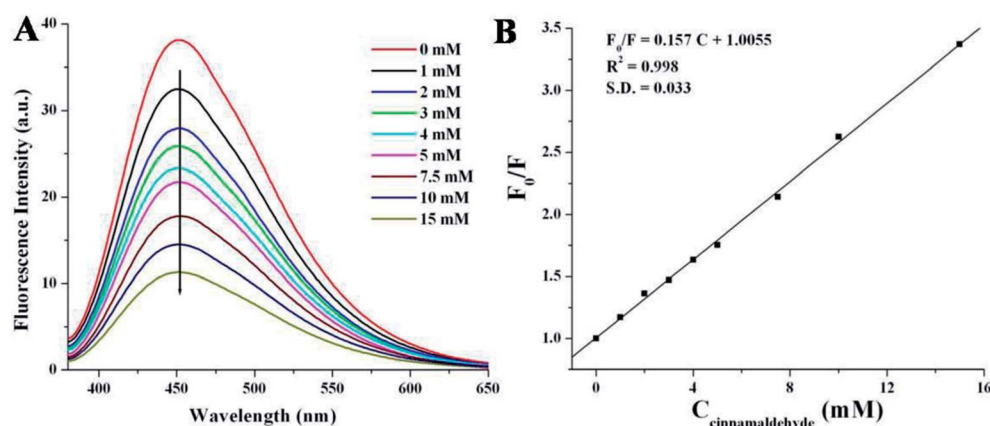 A
Fluorescence Intensity (a.u.)
40
30
20
10
0
400
450
500
550
600
650
Wavelength (nm)
0 mM
1 mM
2 mM
3 mM
4 mM
5 mM
7.5 mM
10 mM
15 mM
B
F₀/F
3.5
3.0
2.5
2.0
1.5
1.0
0
4
8
12
16
C cinnamaldehyde (mM)
F₀/F = 0.157 C + 1.0055
R² = 0.998
S.D. = 0.033